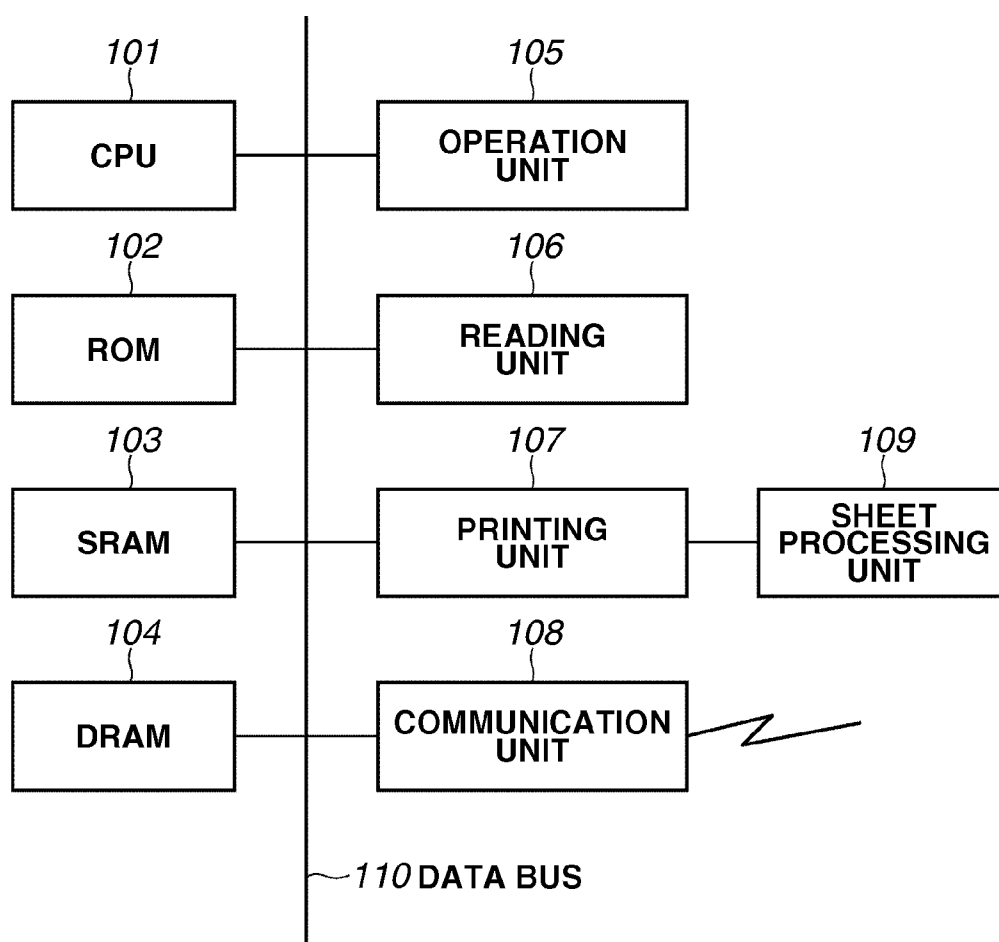 101
105
CPU
OPERATION
UNIT
102
106
ROM
READING
UNIT
103
107
109
SRAM
PRINTING
UNIT
SHEET
PROCESSING
UNIT
104
108
DRAM
COMMUNICATION
UNIT
110 DATA BUS